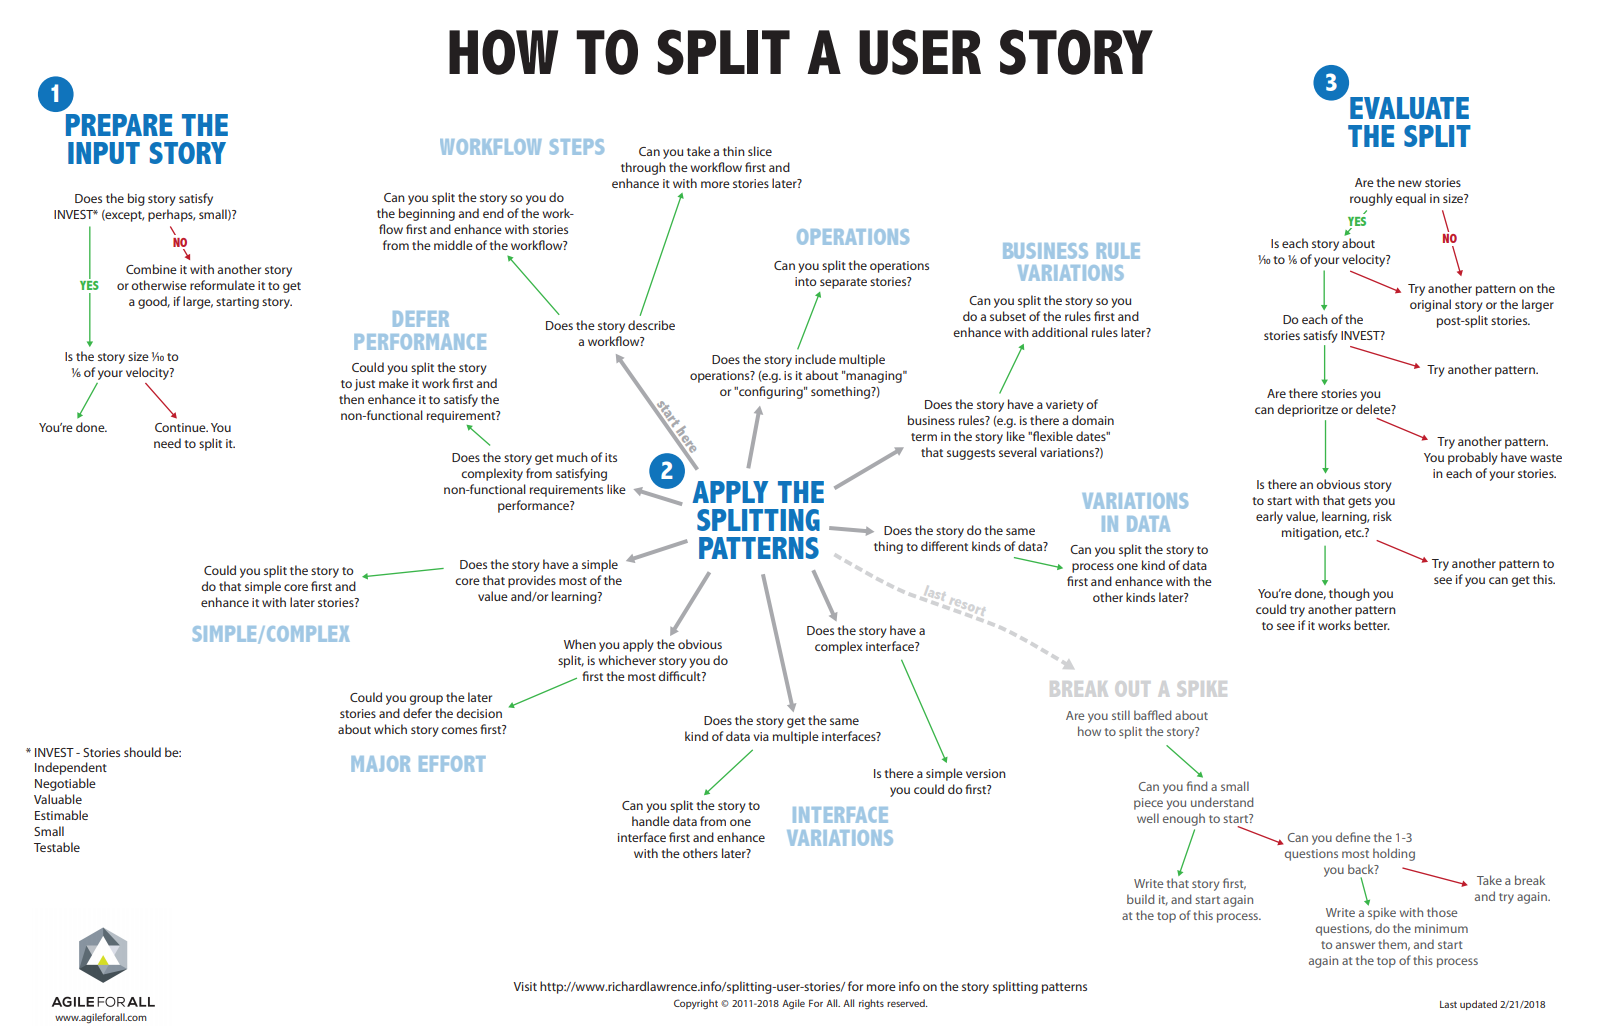 HOW TO SPLIT A USER STORY
1
PREPARE THE
INPUT STORY
Does the big story satisfy
INVEST* (except, perhaps, small)?
YES
NO
Combine it with another story
or otherwise reformulate it to get
a good, if large, starting story.
Is the story size 1/10 to
1/6 of your velocity?
You're done.
Continue. You
need to split it.
* INVEST - Stories should be:
Independent
Negotiable
Valuable
Estimable
Small
Testable
2
APPLY THE
SPLITTING
PATTERNS
start here
WORKFLOW STEPS
Does the story describe
a workflow?
Can you split the story so you do
the beginning and end of the work-
flow first and enhance with stories
from the middle of the workflow?
Can you take a thin slice
through the workflow first and
enhance it with more stories later?
OPERATIONS
Can you split the operations
into separate stories?
Does the story include multiple
operations? (e.g. is it about "managing"
or "configuring" something?)
BUSINESS RULE
VARIATIONS
Can you split the story so you
do a subset of the rules first and
enhance with additional rules later?
Does the story have a variety of
business rules? (e.g. is there a domain
term in the story like "flexible dates"
that suggests several variations?)
VARIATIONS
IN DATA
Does the story do the same
thing to different kinds of data?
Can you split the story to
process one kind of data
first and enhance with the
other kinds later?
Does the story have a
complex interface?
Is there a simple version
you could do first?
Does the story get the same
kind of data via multiple interfaces?
Can you split the story to
handle data from one
interface first and enhance
with the others later?
INTERFACE
VARIATIONS
When you apply the obvious
split, is whichever story you do
first the most difficult?
Could you group the later
stories and defer the decision
about which story comes first?
MAJOR EFFORT
Does the story have a simple
core that provides most of the
value and/or learning?
Could you split the story to
do that simple core first and
enhance it with later stories?
SIMPLE/COMPLEX
DEFER
PERFORMANCE
Could you split the story
to just make it work first and
then enhance it to satisfy the
non-functional requirement?
Does the story get much of its
complexity from satisfying
non-functional requirements like
performance?
last resort
BREAK OUT A SPIKE
Are you still baffled about
how to split the story?
Can you find a small
piece you understand
well enough to start?
Write that story first,
build it, and start again
at the top of this process.
Can you define the 1-3
questions most holding
you back?
Take a break
and try again.
Write a spike with those
questions, do the minimum
to answer them, and start
again at the top of this process
3
EVALUATE
THE SPLIT
Are the new stories
roughly equal in size?
YES
NO
Is each story about
1/10 to 1/6 of your velocity?
Try another pattern on the
original story or the larger
post-split stories.
Do each of the
stories satisfy INVEST?
Try another pattern.
Are there stories you
can deprioritze or delete?
Try another pattern.
You probably have waste
in each of your stories.
Is there an obvious story
to start with that gets you
early value, learning, risk
mitigation, etc.?
Try another pattern to
see if you can get this.
You're done, though you
could try another pattern
to see if it works better.
AGILE FOR ALL
www.agileforall.com
Visit http://www.richardlawrence.info/splitting-user-stories/ for more info on the story splitting patterns
Copyright © 2011-2018 Agile For All. All rights reserved.
Last updated 2/21/2018